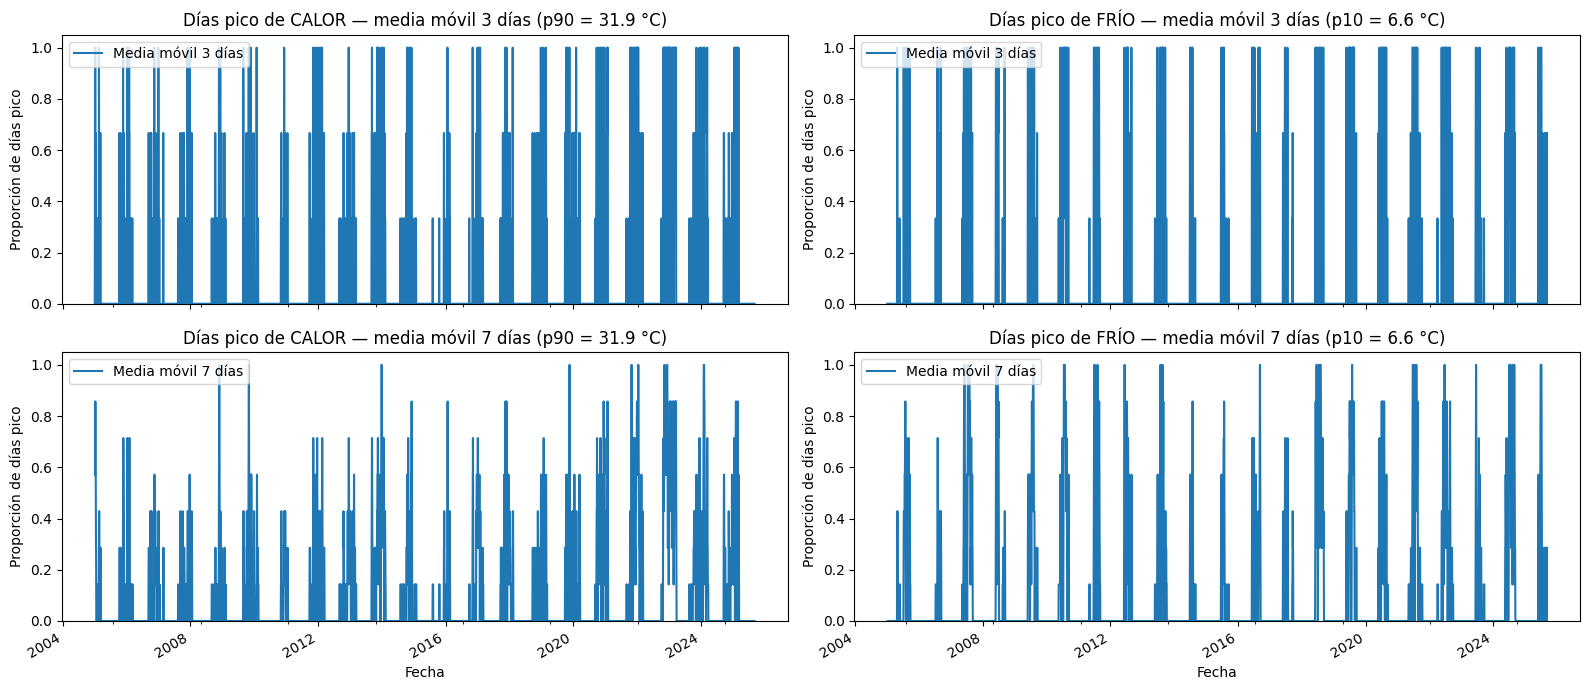 Días pico de CALOR — media móvil 3 días (p90 = 31.9 °C)
Proporción de días pico
1.0
0.8
0.6
0.4
0.2
0.0
Media móvil 3 días
Días pico de FRÍO — media móvil 3 días (p10 = 6.6 °C)
Proporción de días pico
1.0
0.8
0.6
0.4
0.2
0.0
Media móvil 3 días
Días pico de CALOR — media móvil 7 días (p90 = 31.9 °C)
Proporción de días pico
1.0
0.8
0.6
0.4
0.2
0.0
Media móvil 7 días
2004 2008 2012 2016 2020 2024
Fecha
Días pico de FRÍO — media móvil 7 días (p10 = 6.6 °C)
Proporción de días pico
1.0
0.8
0.6
0.4
0.2
0.0
Media móvil 7 días
2004 2008 2012 2016 2020 2024
Fecha